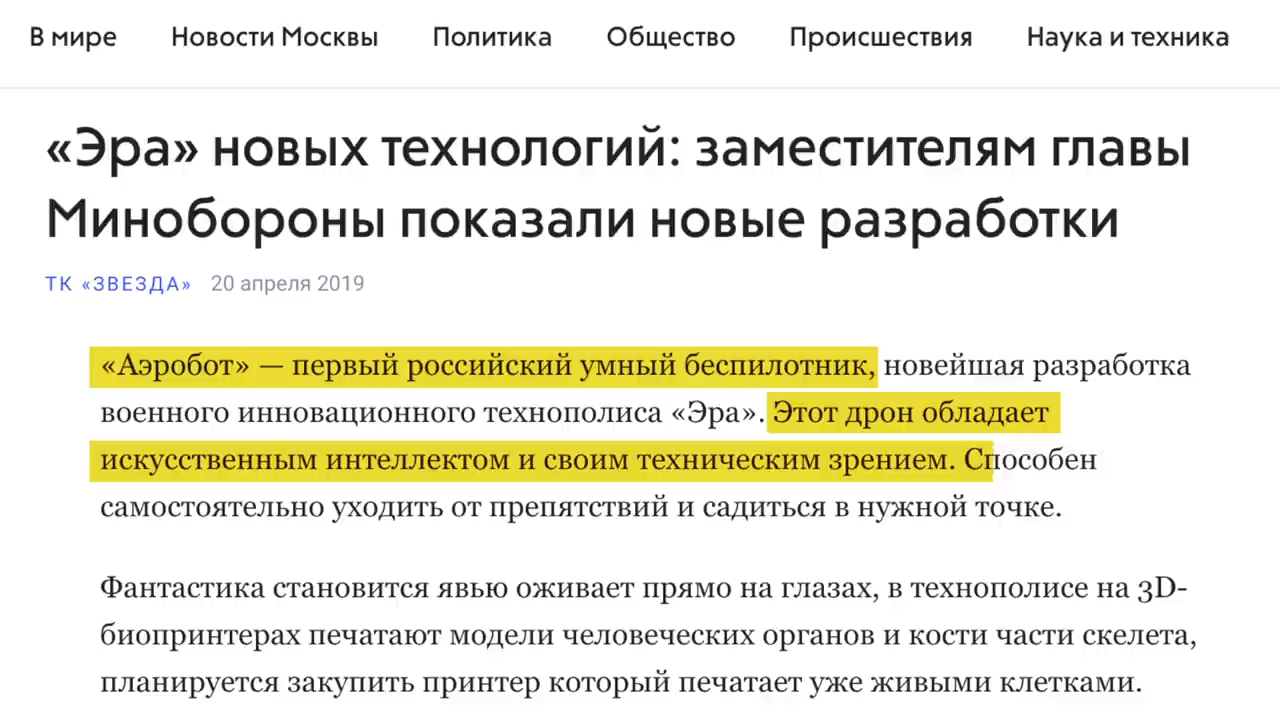 В мире Новости Москвы Политика Общество Происшествия Наука и техника
«Эра» новых технологий: заместителям главы
Минобороны показали новые разработки
ТК «ЗВЕЗДА» 20 апреля 2019
«Аэробот» — первый российский умный беспилотник, новейшая разработка
военного инновационного технополиса «Эра». Этот дрон обладает
искусственным интеллектом и своим техническим зрением. Способен
самостоятельно уходить от препятствий и садиться в нужной точке.
Фантастика становится явью оживает прямо на глазах, в технополисе на 3D-
биопринтерах печатают модели человеческих органов и кости части скелета,
планируется закупить принтер который печатает уже живыми клетками.